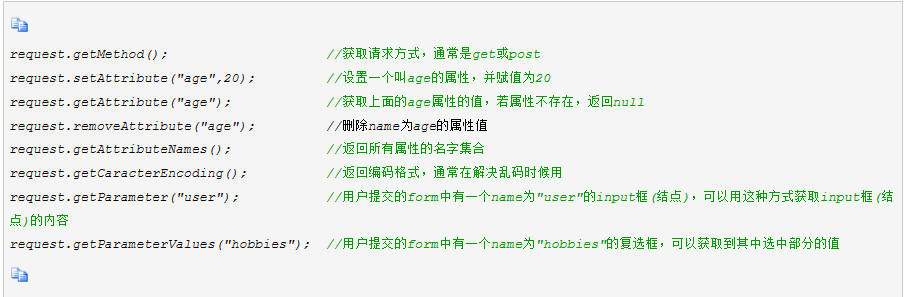 request.getMethod(); //获取请求方式，通常是get或post
request.setAttribute("age",20); //设置一个叫age的属性，并赋值为20
request.getAttribute("age"); //获取上面的age属性的值，若属性不存在，返回null
request.removeAttribute("age"); //删除name为age的属性值
request.getAttributeNames(); //返回所有属性的名字集合
request.getCaracterEncoding(); //返回编码格式，通常在解决乱码时候用
request.getParameter("user"); //用户提交的form中有一个name为"user"的input框(结点)，可以用这种方式获取input框(结
点)的内容
request.getParameterValues("hobbies"); //用户提交的form中有一个name为"hobbies"的复选框，可以获取到其中选中部分的值